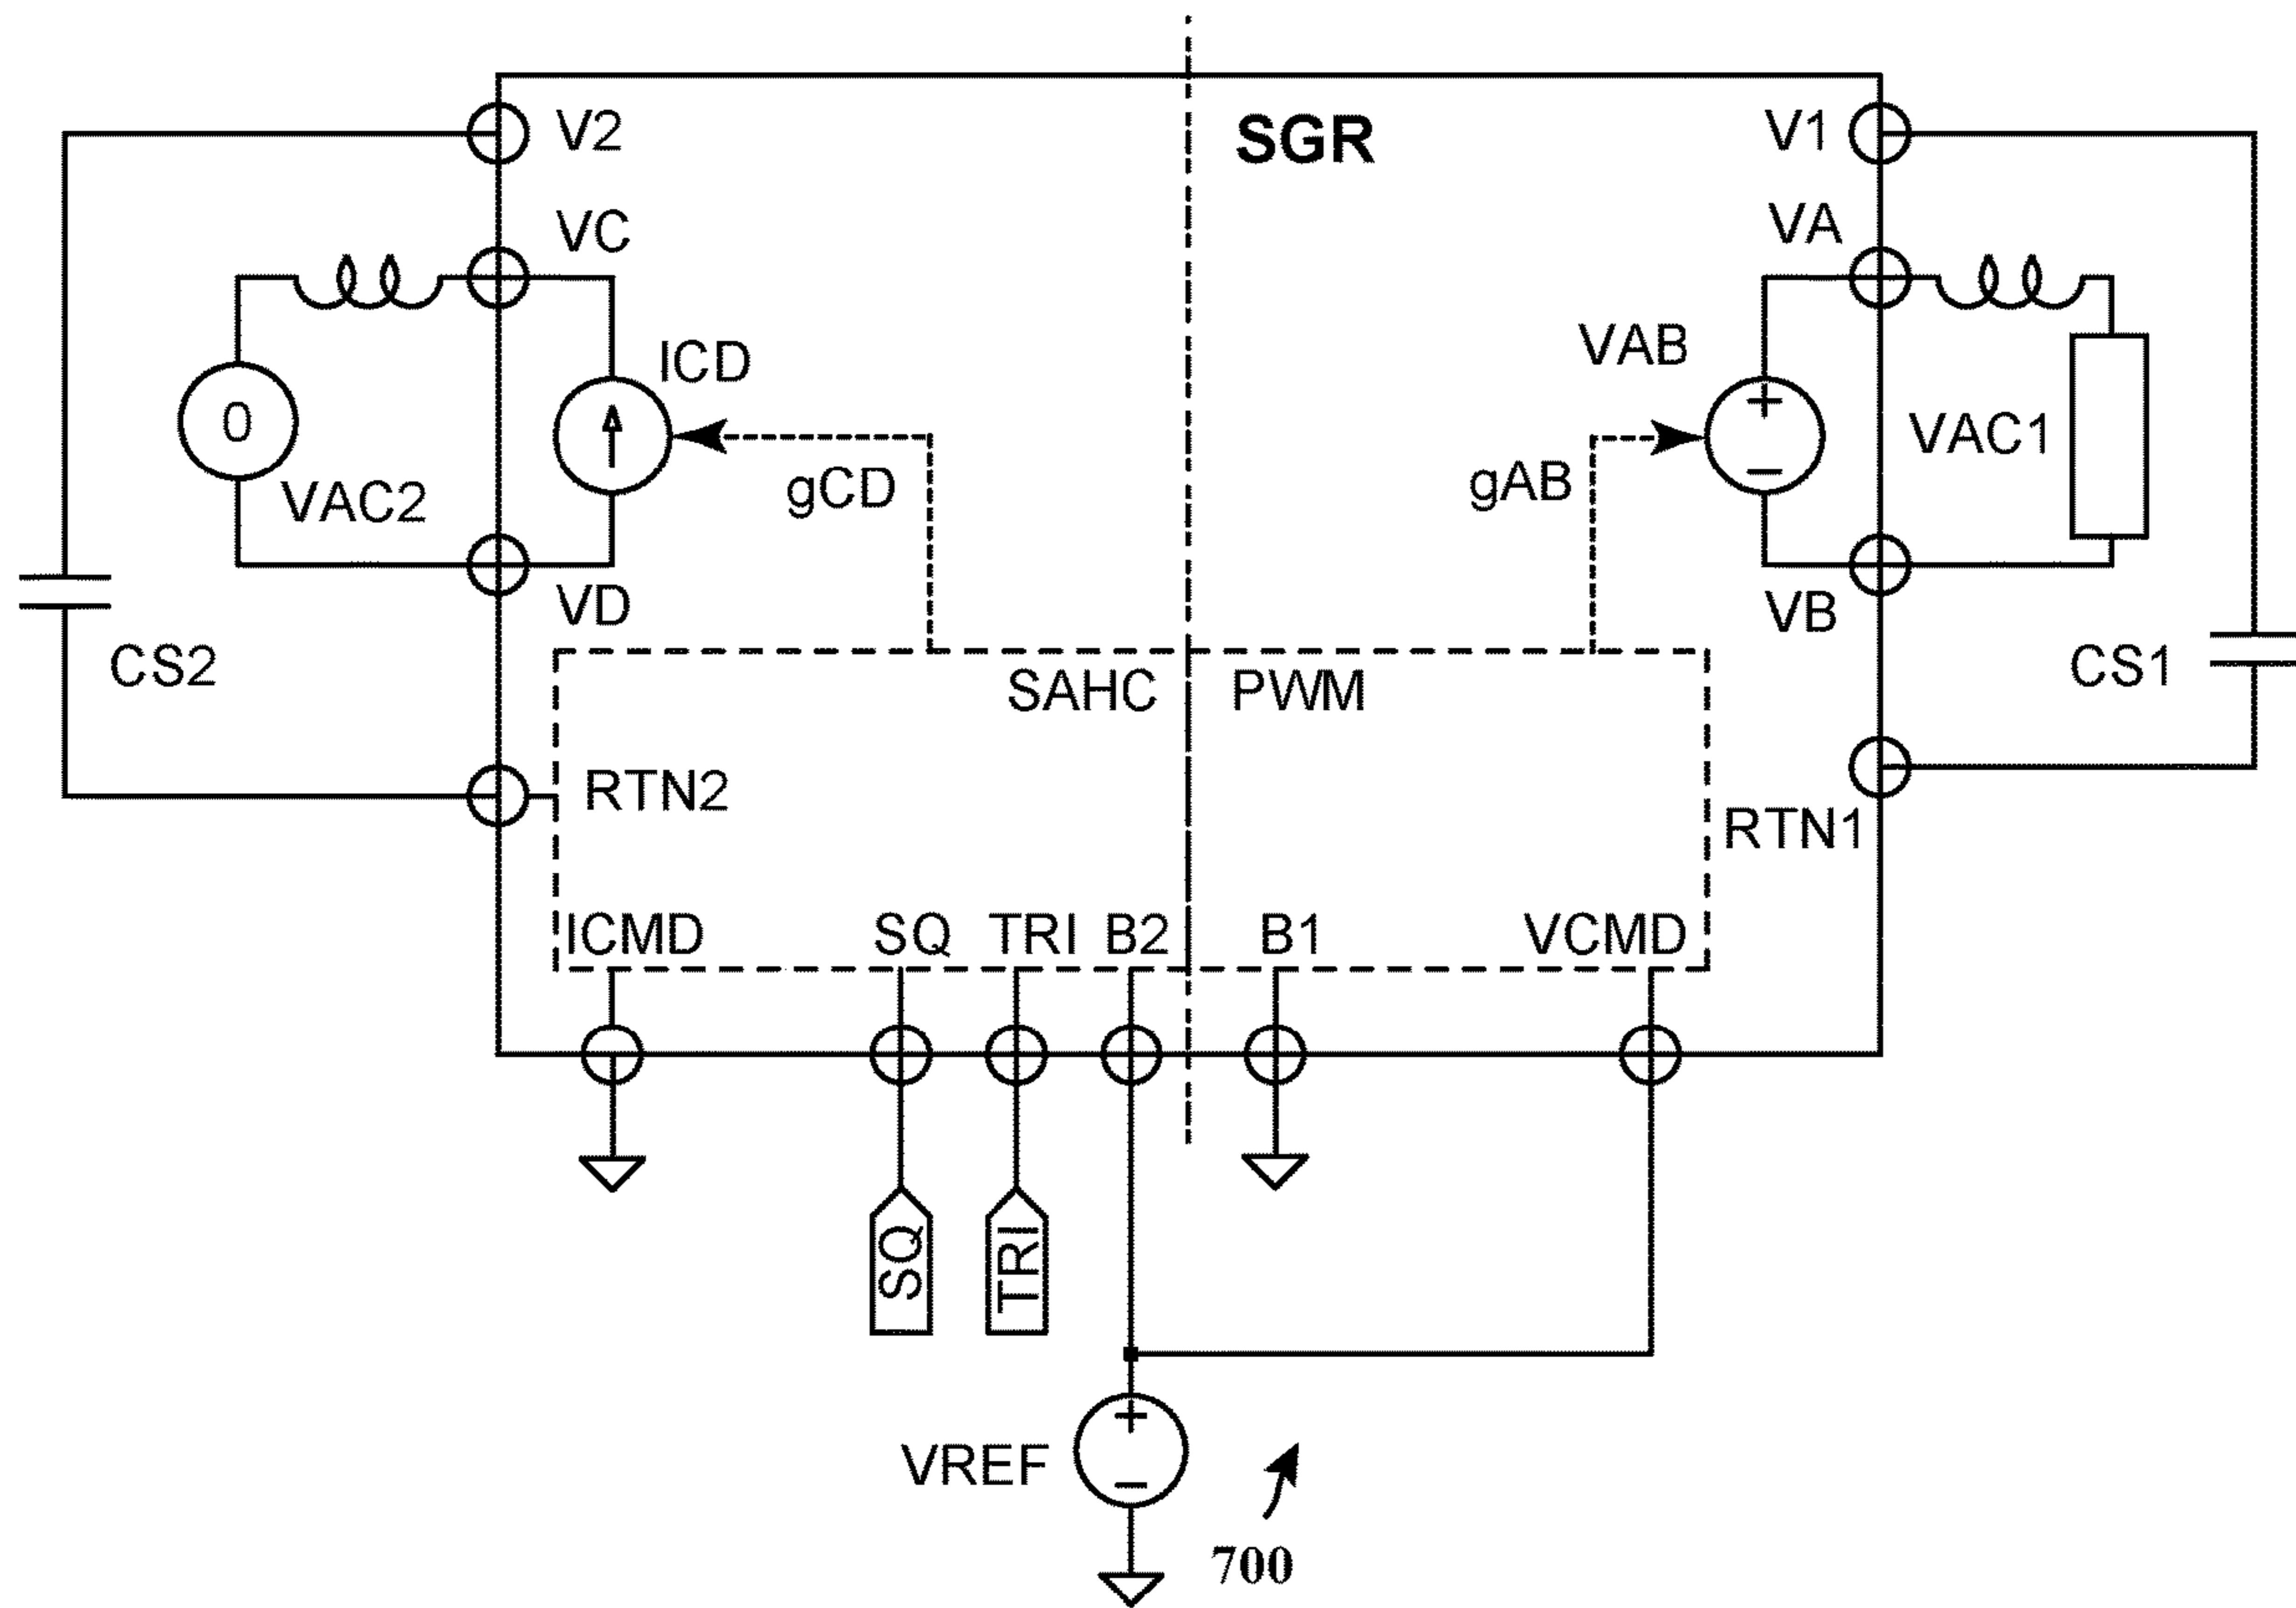 V2
SGR
V1
VC
VA
ICD
VAB
0
VAC1
gCD
gAB
VAC2
VD
VB
CS2
SAHC
PWM
CS1
RTN2
RTN1
ICMD
SQ
TRI
B2
B1
VCMD
SQ
TRI
+
−
+
−
VREF
700